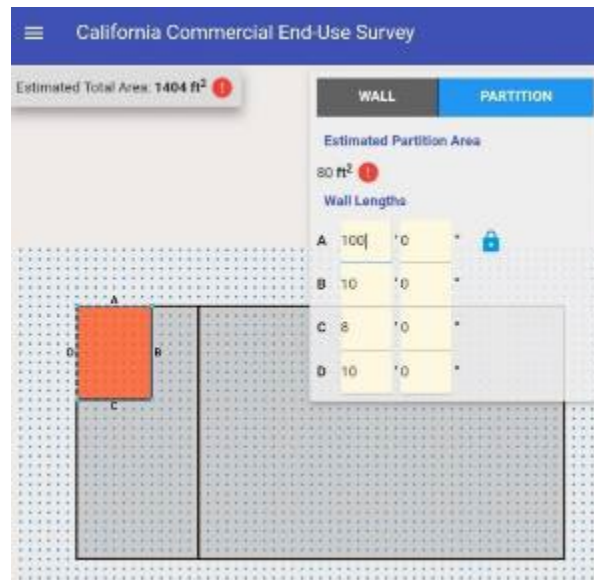 California Commercial End-Use Survey
Estimated Total Area: 1404 ft²
WALL PARTITION
Estimated Partition Area
80 ft²
Wall Lengths
A 100 ' 0 "
B 10 ' 0 "
C 8 ' 0 "
D 10 ' 0 "
A
D B
C